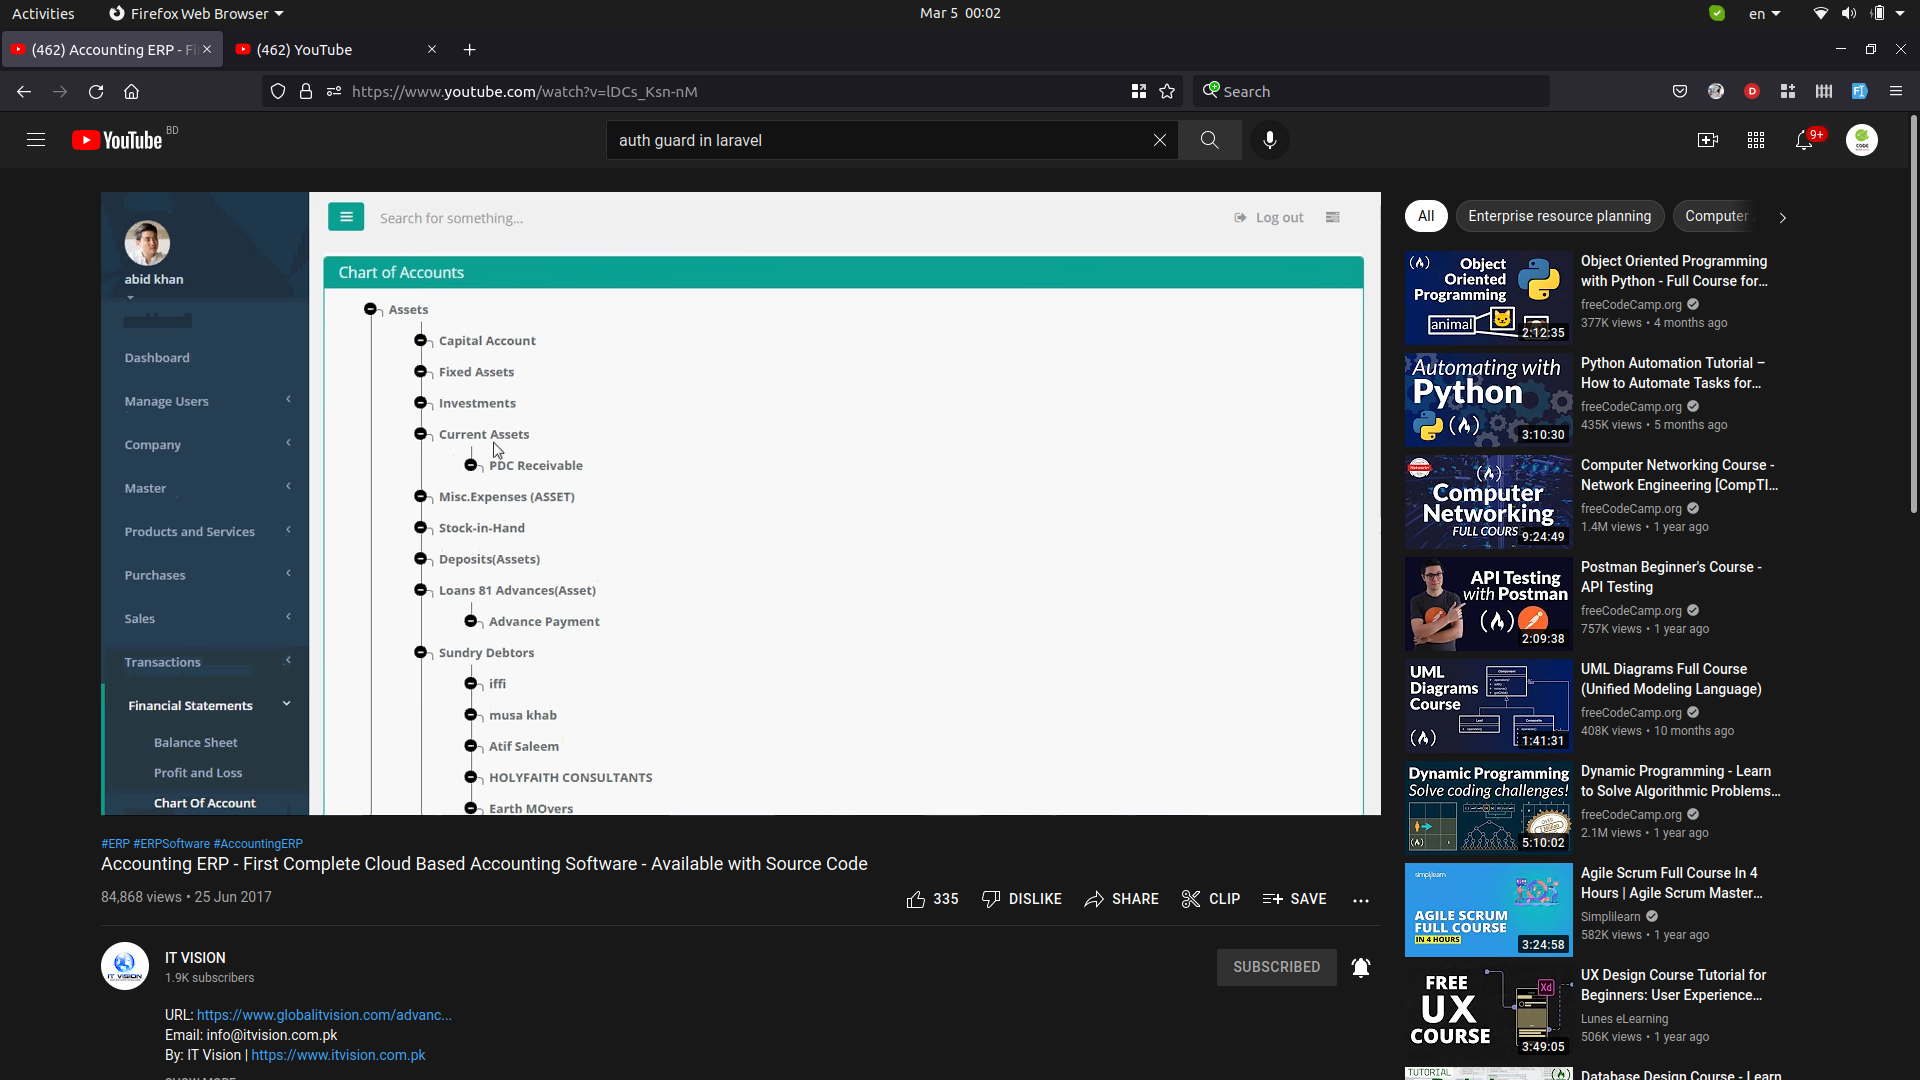 Activities
Firefox Web Browser
Mar 5 00:02
en
(462) Accounting ERP - Fi
(462) YouTube
https://www.youtube.com/watch?v=lDCs_Ksn-nM
Search
YouTube BD
auth guard in laravel
9+
CODE
abid khan
Dashboard
Manage Users
Company
Master
Products and Services
Purchases
Sales
Transactions
Financial Statements
Balance Sheet
Profit and Loss
Chart Of Account
Search for something...
Log out
Chart of Accounts
Assets
Capital Account
Fixed Assets
Investments
Current Assets
PDC Receivable
Misc.Expenses (ASSET)
Stock-in-Hand
Deposits(Assets)
Loans 81 Advances(Asset)
Advance Payment
Sundry Debtors
iffi
musa khab
Atif Saleem
HOLYFAITH CONSULTANTS
Earth MOvers
#ERP #ERPSoftware #AccountingERP
Accounting ERP - First Complete Cloud Based Accounting Software - Available with Source Code
84,868 views • 25 Jun 2017
335
DISLIKE
SHARE
CLIP
SAVE
IT VISION
IT VISION
1.9K subscribers
SUBSCRIBED
URL: https://www.globalitvision.com/advanc...
Email: info@itvision.com.pk
By: IT Vision | https://www.itvision.com.pk
SHOW MORE
All
Enterprise resource planning
Computer
Object
Oriented
Programming
animal
2:12:35
Object Oriented Programming
with Python - Full Course for...
freeCodeCamp.org
377K views • 4 months ago
Automating with
Python
3:10:30
Python Automation Tutorial –
How to Automate Tasks for...
freeCodeCamp.org
435K views • 5 months ago
Computer
Networking
FULL COURS
9:24:49
Computer Networking Course -
Network Engineering [CompTI...
freeCodeCamp.org
1.4M views • 1 year ago
API Testing
with Postman
2:09:38
Postman Beginner's Course -
API Testing
freeCodeCamp.org
757K views • 1 year ago
UML
Diagrams
Course
1:41:31
UML Diagrams Full Course
(Unified Modeling Language)
freeCodeCamp.org
408K views • 10 months ago
Dynamic Programming
Solve coding challenges!
5:10:02
Dynamic Programming - Learn
to Solve Algorithmic Problems...
freeCodeCamp.org
2.1M views • 1 year ago
simplilearn
AGILE SCRUM
FULL COURSE
IN 4 HOURS
3:24:58
Agile Scrum Full Course In 4
Hours | Agile Scrum Master...
Simplilearn
582K views • 1 year ago
FREE
UX
COURSE
Xd
3:49:05
UX Design Course Tutorial for
Beginners: User Experience...
Lunes eLearning
506K views • 1 year ago
TUTORIAL
Database Design Course - Learn